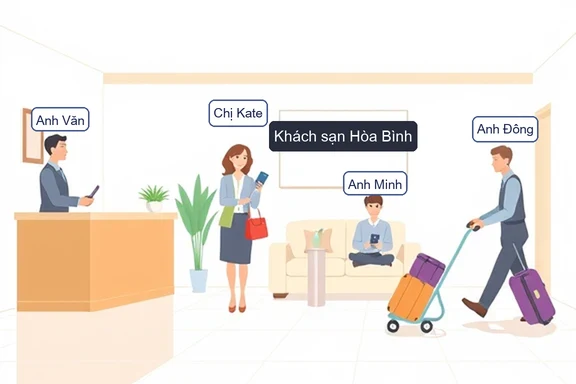 Anh Văn
Chị Kate
Khách sạn Hòa Bình
Anh Đông
Anh Minh